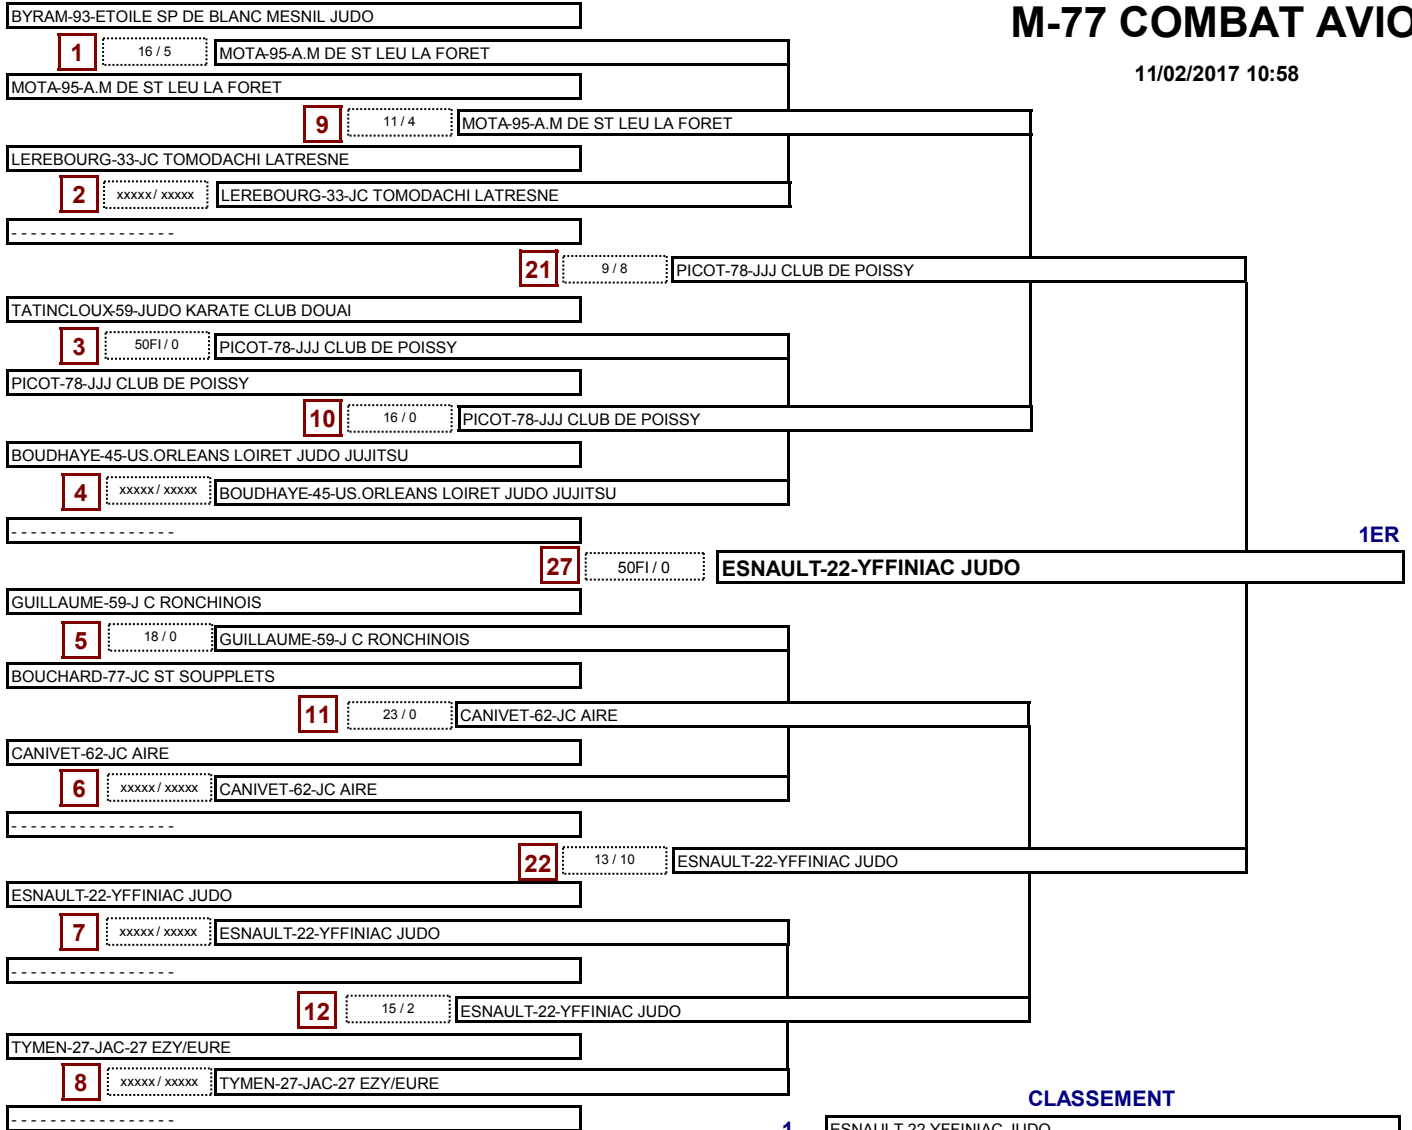 BYRAM-93-ETOILE SP DE BLANC MESNIL JUDO
M-77 COMBAT AVIO
1 16 / 5 MOTA-95-A.M DE ST LEU LA FORET
11/02/2017 10:58
MOTA-95-A.M DE ST LEU LA FORET
9 11 / 4 MOTA-95-A.M DE ST LEU LA FORET
LEREBOURG-33-JC TOMODACHI LATRESNE
2 xxxxx / xxxxx LEREBOURG-33-JC TOMODACHI LATRESNE
- - - - - - - - - - - - - - - - -
21 9 / 8 PICOT-78-JJJ CLUB DE POISSY
TATINCLOUX-59-JUDO KARATE CLUB DOUAI
3 50FI / 0 PICOT-78-JJJ CLUB DE POISSY
PICOT-78-JJJ CLUB DE POISSY
10 16 / 0 PICOT-78-JJJ CLUB DE POISSY
BOUDHAYE-45-US.ORLEANS LOIRET JUDO JUJITSU
4 xxxxx / xxxxx BOUDHAYE-45-US.ORLEANS LOIRET JUDO JUJITSU
- - - - - - - - - - - - - - - - -
1ER
27 50FI / 0 ESNAULT-22-YFFINIAC JUDO
GUILLAUME-59-J C RONCHINOIS
5 18 / 0 GUILLAUME-59-J C RONCHINOIS
BOUCHARD-77-JC ST SOUPPLETS
11 23 / 0 CANIVET-62-JC AIRE
CANIVET-62-JC AIRE
6 xxxxx / xxxxx CANIVET-62-JC AIRE
- - - - - - - - - - - - - - - - -
22 13 / 10 ESNAULT-22-YFFINIAC JUDO
ESNAULT-22-YFFINIAC JUDO
7 xxxxx / xxxxx ESNAULT-22-YFFINIAC JUDO
- - - - - - - - - - - - - - - - -
12 15 / 2 ESNAULT-22-YFFINIAC JUDO
TYMEN-27-JAC-27 EZY/EURE
8 xxxxx / xxxxx TYMEN-27-JAC-27 EZY/EURE
CLASSEMENT
- - - - - - - - - - - - - - - - -
1 ESNAULT-22-YFFINIAC JUDO